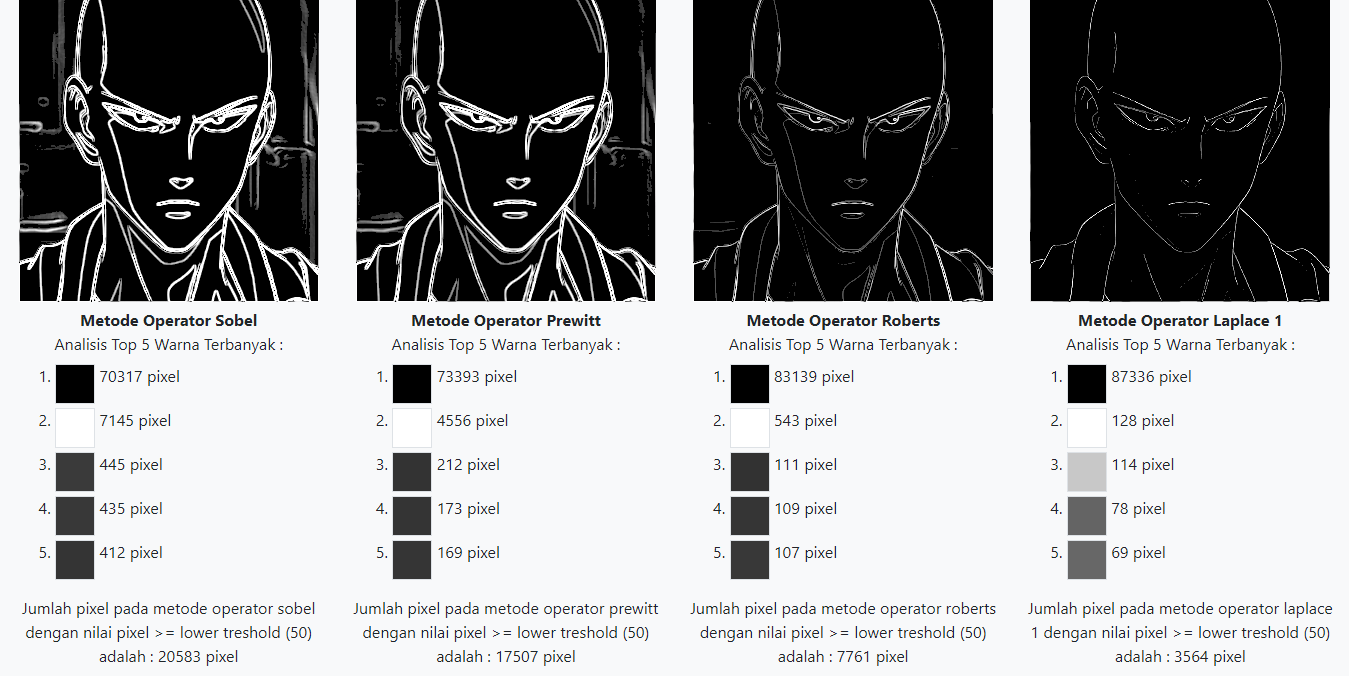 Metode Operator Sobel
Analisis Top 5 Warna Terbanyak :
1. 70317 pixel
2. 7145 pixel
3. 445 pixel
4. 435 pixel
5. 412 pixel
Jumlah pixel pada metode operator sobel
dengan nilai pixel >= lower treshold (50)
adalah : 20583 pixel
Metode Operator Prewitt
Analisis Top 5 Warna Terbanyak :
1. 73393 pixel
2. 4556 pixel
3. 212 pixel
4. 173 pixel
5. 169 pixel
Jumlah pixel pada metode operator prewitt
dengan nilai pixel >= lower treshold (50)
adalah : 17507 pixel
Metode Operator Roberts
Analisis Top 5 Warna Terbanyak :
1. 83139 pixel
2. 543 pixel
3. 111 pixel
4. 109 pixel
5. 107 pixel
Jumlah pixel pada metode operator roberts
dengan nilai pixel >= lower treshold (50)
adalah : 7761 pixel
Metode Operator Laplace 1
Analisis Top 5 Warna Terbanyak :
1. 87336 pixel
2. 128 pixel
3. 114 pixel
4. 78 pixel
5. 69 pixel
Jumlah pixel pada metode operator laplace
1 dengan nilai pixel >= lower treshold (50)
adalah : 3564 pixel